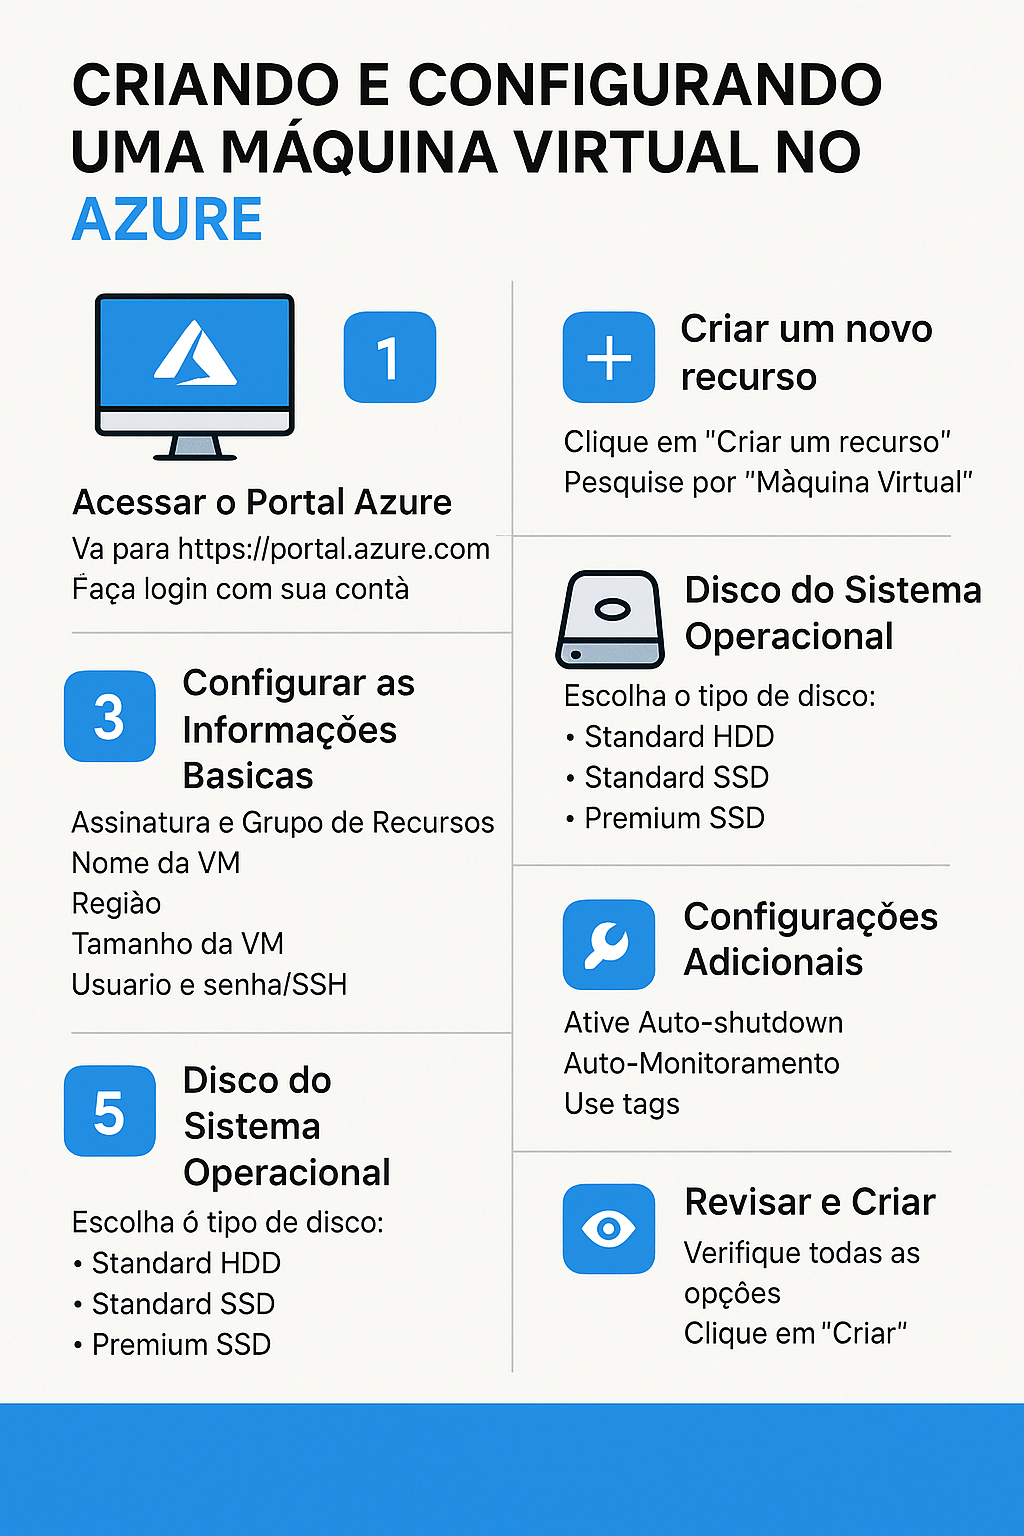 CRIANDO E CONFIGURANDO
UMA MÁQUINA VIRTUAL NO
AZURE
1
Acessar o Portal Azure
Va para https://portal.azure.com
Faça login com sua contà
Criar um novo
recurso
Clique em "Criar um recurso"
Pesquise por "Màquina Virtual"
3
Configurar as
Informaçǒes
Basicas
Assinatura e Grupo de Recursos
Nome da VM
Regiào
Tamanho da VM
Usuario e senha/SSH
Disco do Sistema
Operacional
Escolha o tipo de disco:
• Standard HDD
• Standard SSD
• Premium SSD
5
Disco do
Sistema
Operacional
Escolha ó tipo de disco:
• Standard HDD
• Standard SSD
• Premium SSD
Configuraçǒes
Adicionais
Ative Auto-shutdown
Auto-Monitoramento
Use tags
Revisar e Criar
Verifique todas as
opçôes
Clique em "Criar"